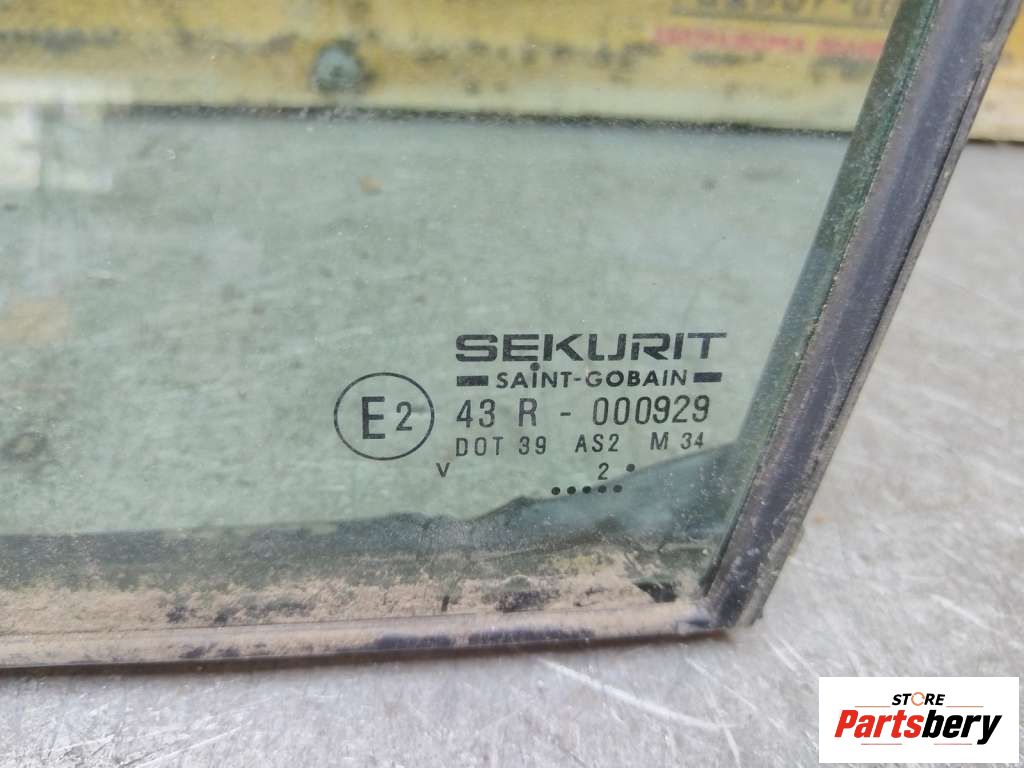 SEKURIT
SAINT-GOBAIN
E2 43 R - 000929
DOT 39 AS2 M 34
V 2
STORE
Partsbery